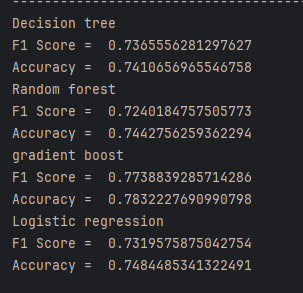 Decision tree
F1 Score =  0.7365556281297627
Accuracy =  0.7410656965546758
Random forest
F1 Score =  0.7240184757505773
Accuracy =  0.7442756259362294
gradient boost
F1 Score =  0.7738839285714286
Accuracy =  0.7832227690990798
Logistic regression
F1 Score =  0.7319575875042754
Accuracy =  0.7484485341322491